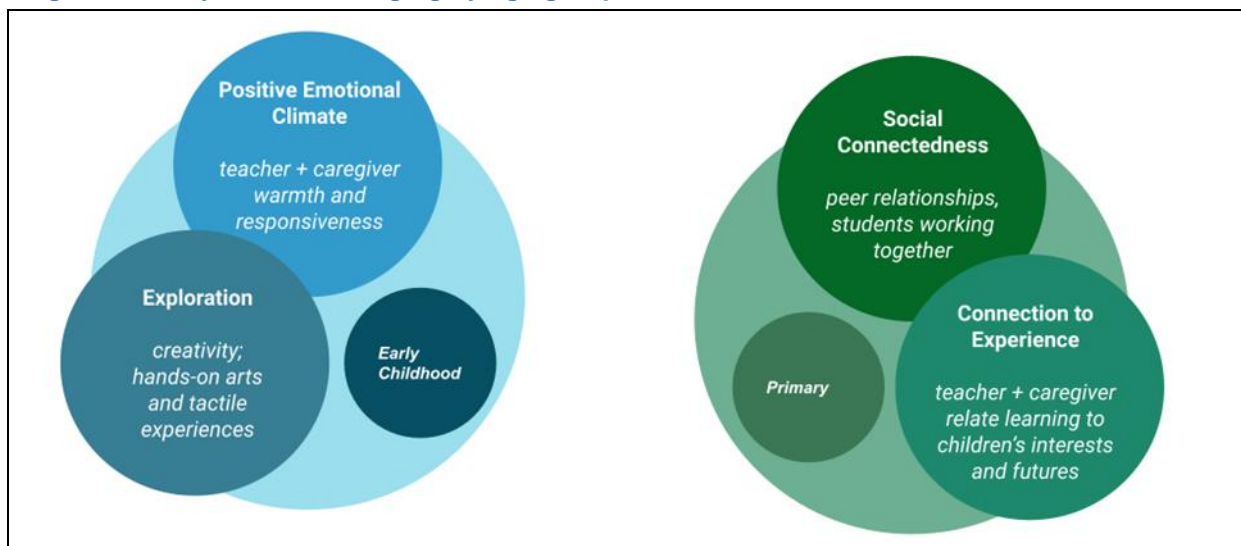 Positive Emotional
Climate
teacher + caregiver
warmth and
responsiveness
Exploration
creativity;
hands-on arts
and tactile
experiences
Early
Childhood
Social
Connectedness
peer relationships,
students working
together
Primary
Connection to
Experience
teacher + caregiver
relate learning to
children's interests
and futures